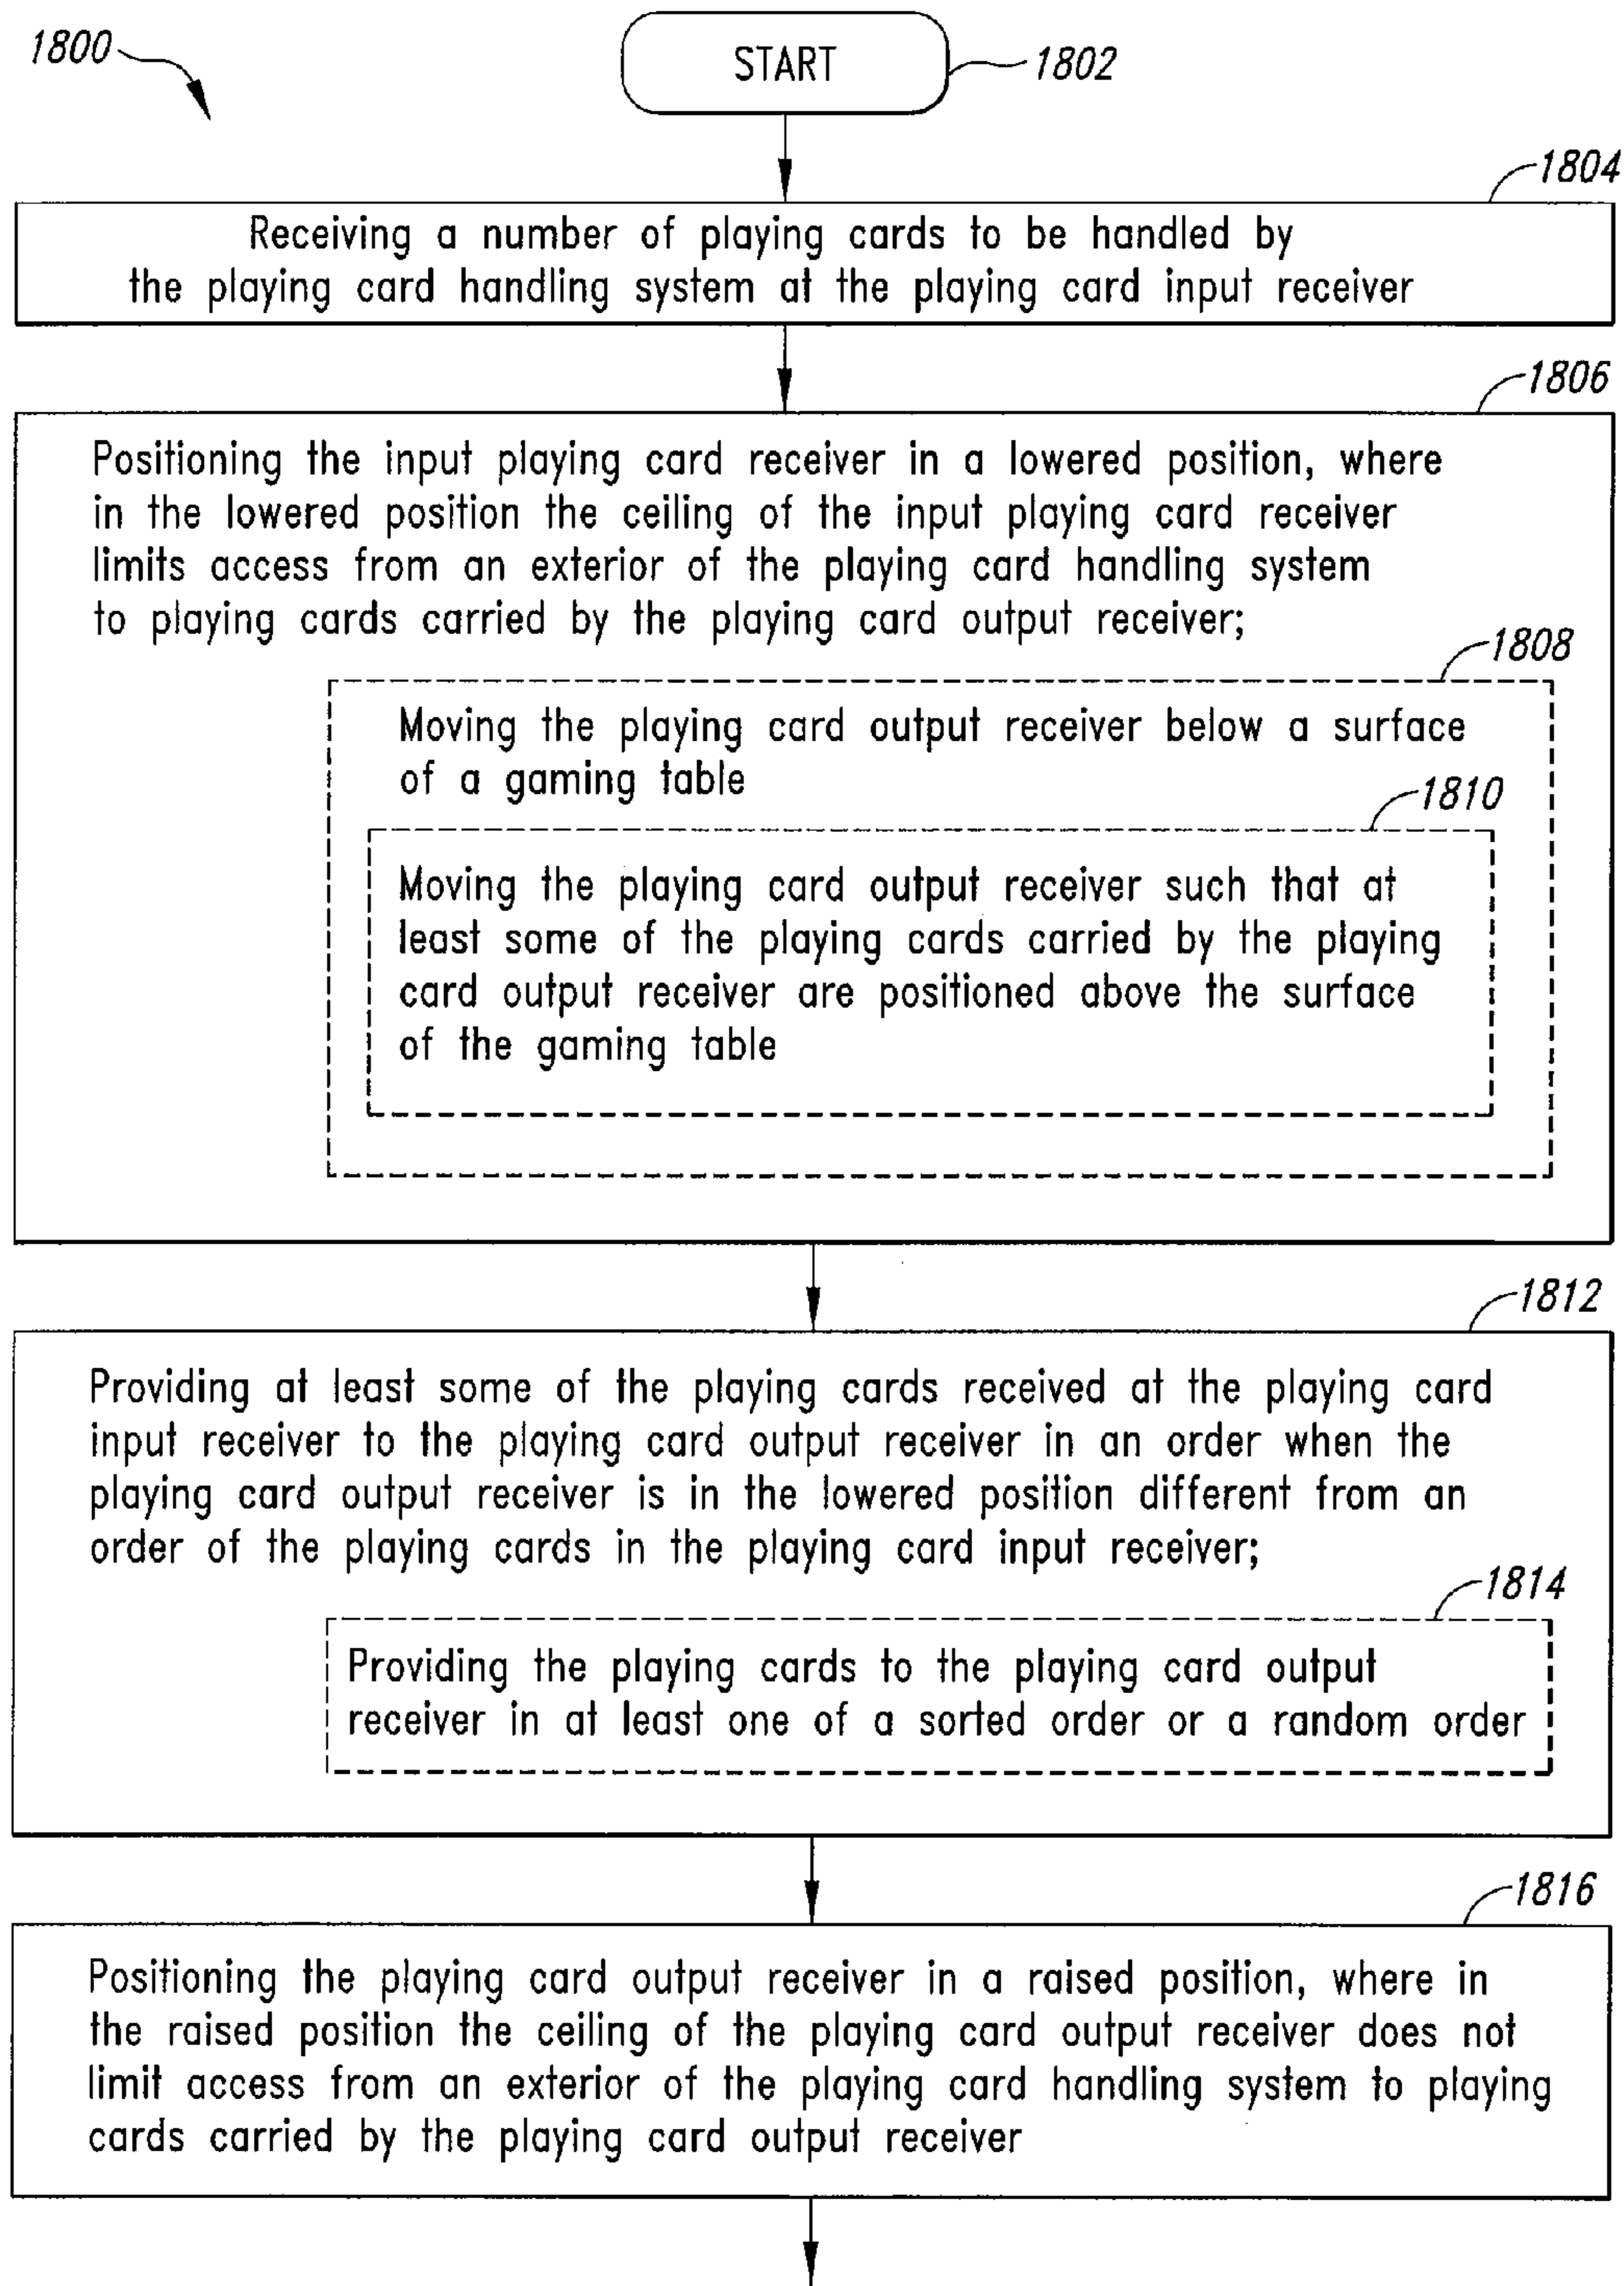 1800
START
1802
1804
Receiving a number of playing cards to be handled by
the playing card handling system at the playing card input receiver
1806
Positioning the input playing card receiver in a lowered position, where
in the lowered position the ceiling of the input playing card receiver
limits access from an exterior of the playing card handling system
to playing cards carried by the playing card output receiver;
1808
Moving the playing card output receiver below a surface
of a gaming table
1810
Moving the playing card output receiver such that at
least some of the playing cards carried by the playing
card output receiver are positioned above the surface
of the gaming table
1812
Providing at least some of the playing cards received at the playing card
input receiver to the playing card output receiver in an order when the
playing card output receiver is in the lowered position different from an
order of the playing cards in the playing card input receiver;
1814
Providing the playing cards to the playing card output
receiver in at least one of a sorted order or a random order
1816
Positioning the playing card output receiver in a raised position, where in
the raised position the ceiling of the playing card output receiver does not
limit access from an exterior of the playing card handling system to playing
cards carried by the playing card output receiver